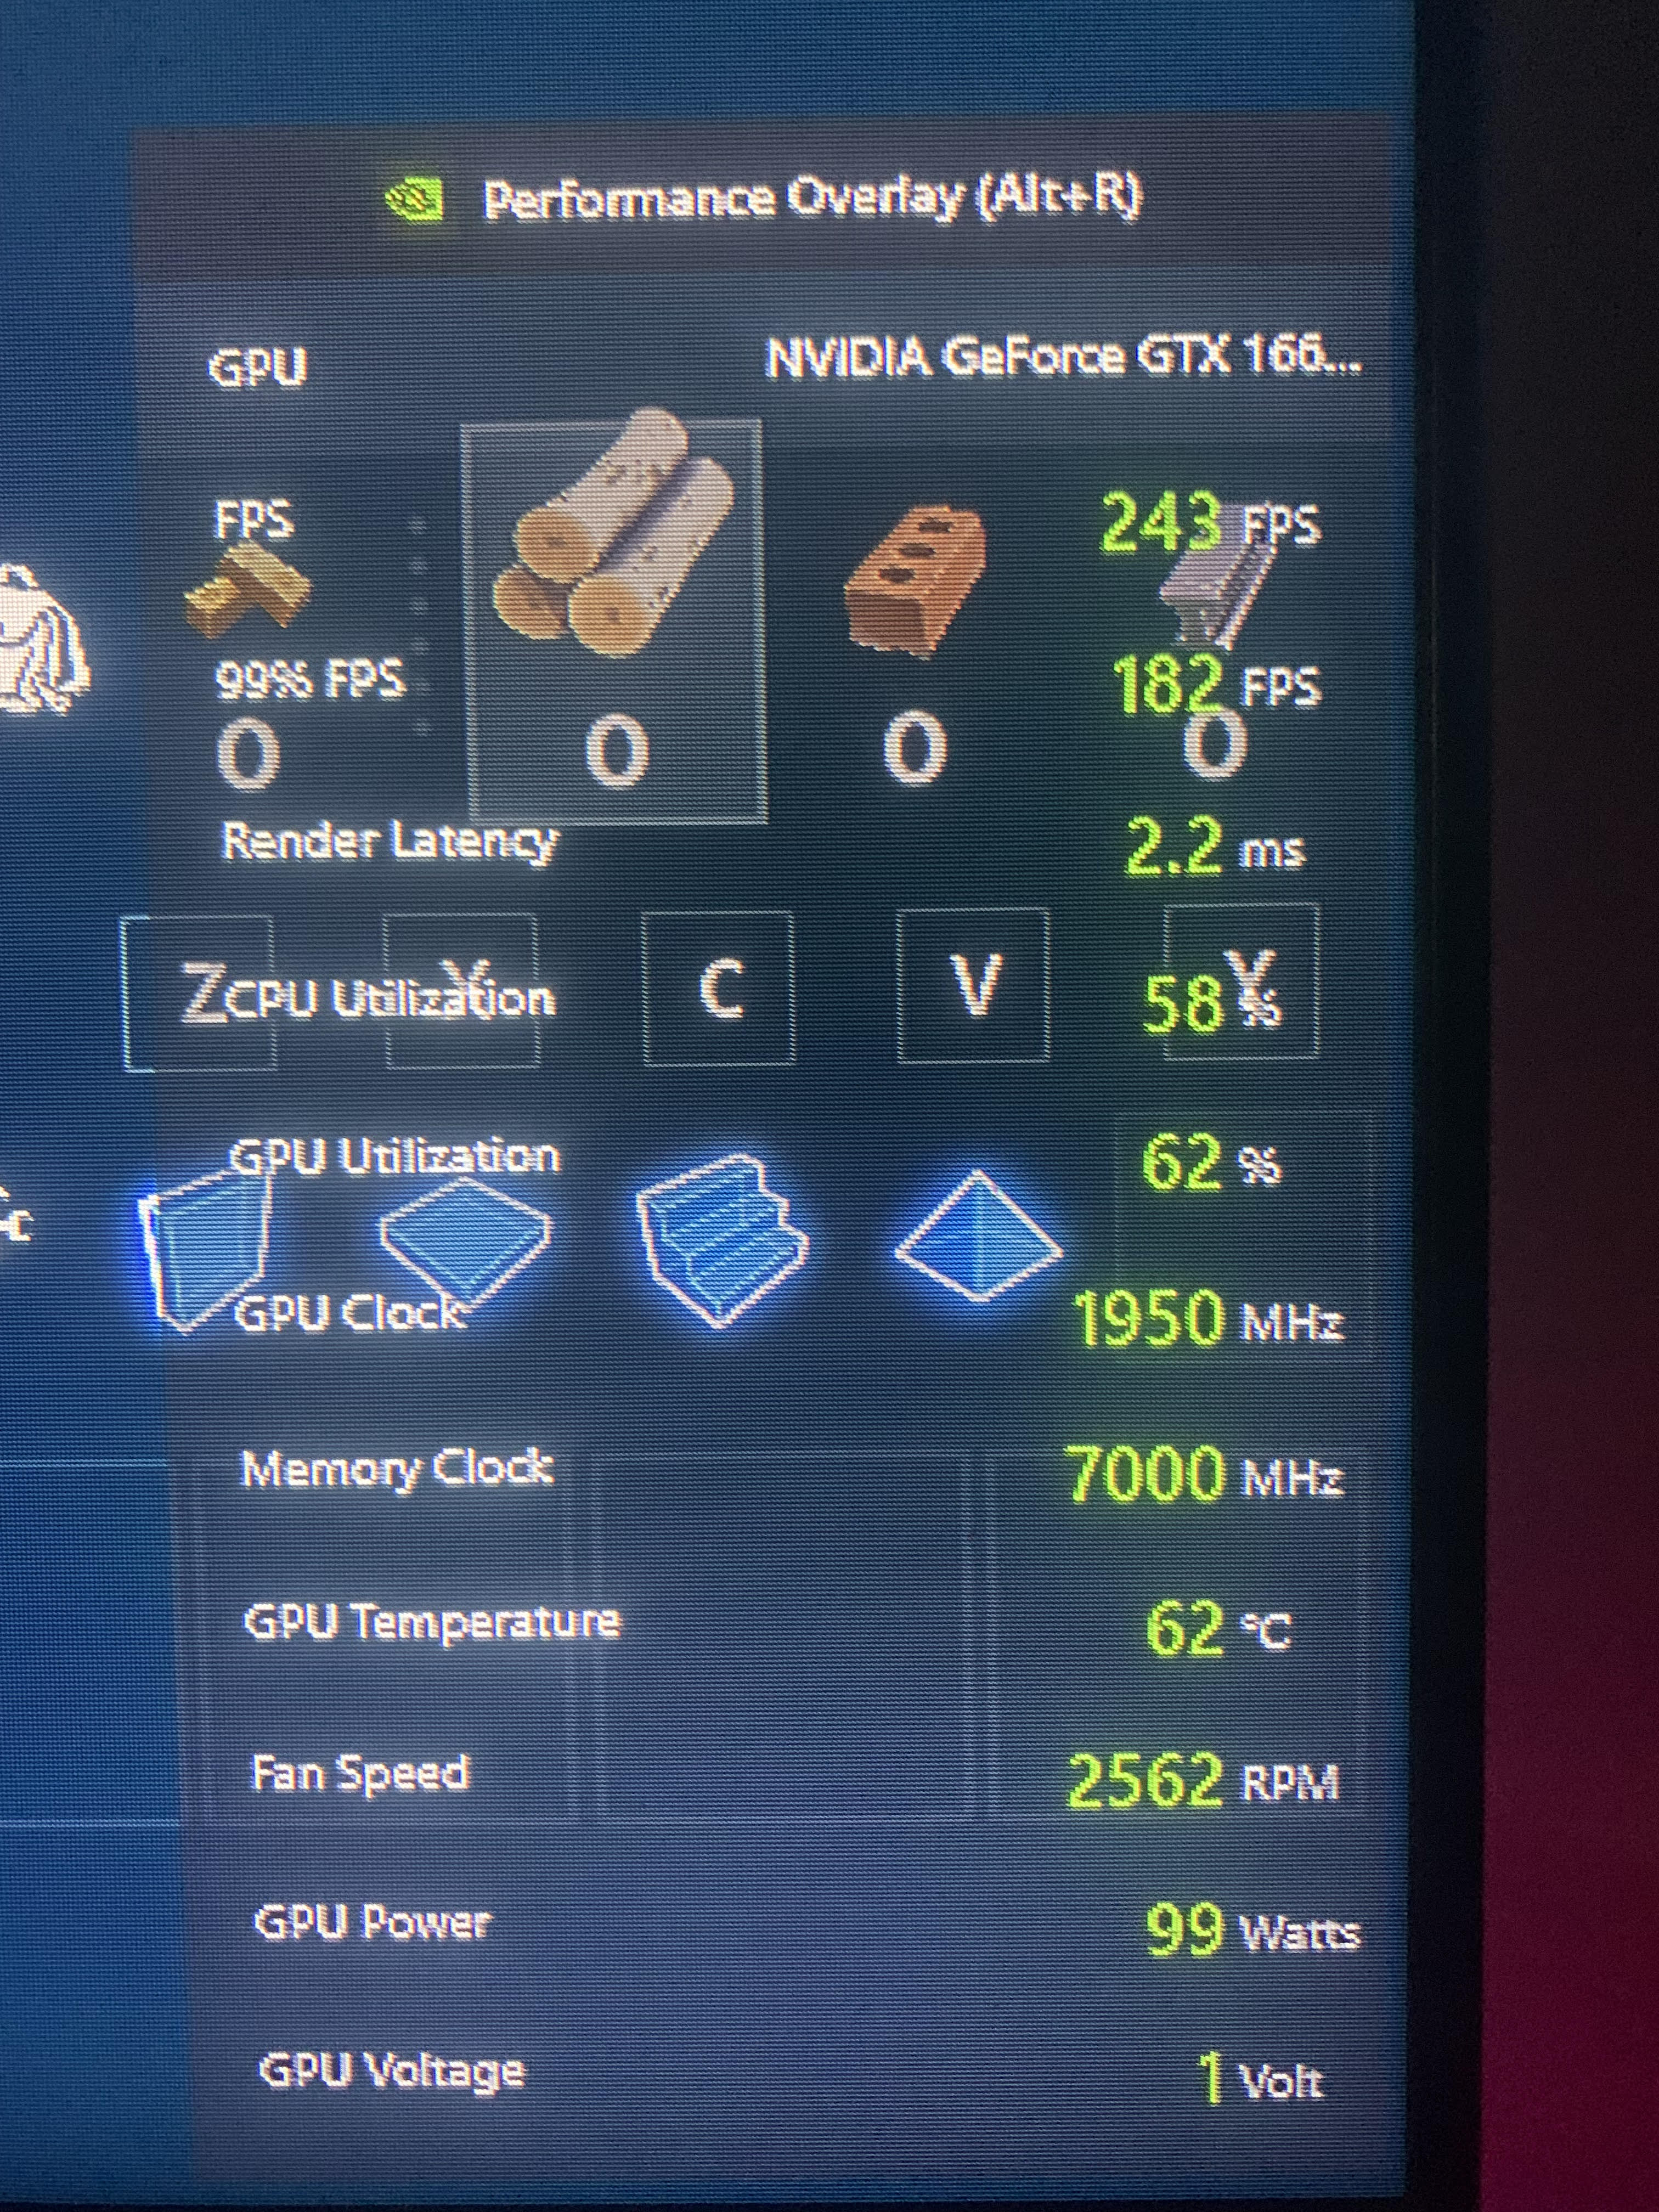 Performance Overlay (Alt+R)
GPU NVIDIA GeForce GTX 166...
FPS 243 FPS
99% FPS 182 FPS
0 0 0 0
Render Latency 2.2 ms
Z Y C V Y
CPU Utilization 58 %
GPU Utilization 62 %
GPU Clock 1950 MHz
Memory Clock 7000 MHz
GPU Temperature 62 °C
Fan Speed 2562 RPM
GPU Power 99 Watts
GPU Voltage 1 Volt